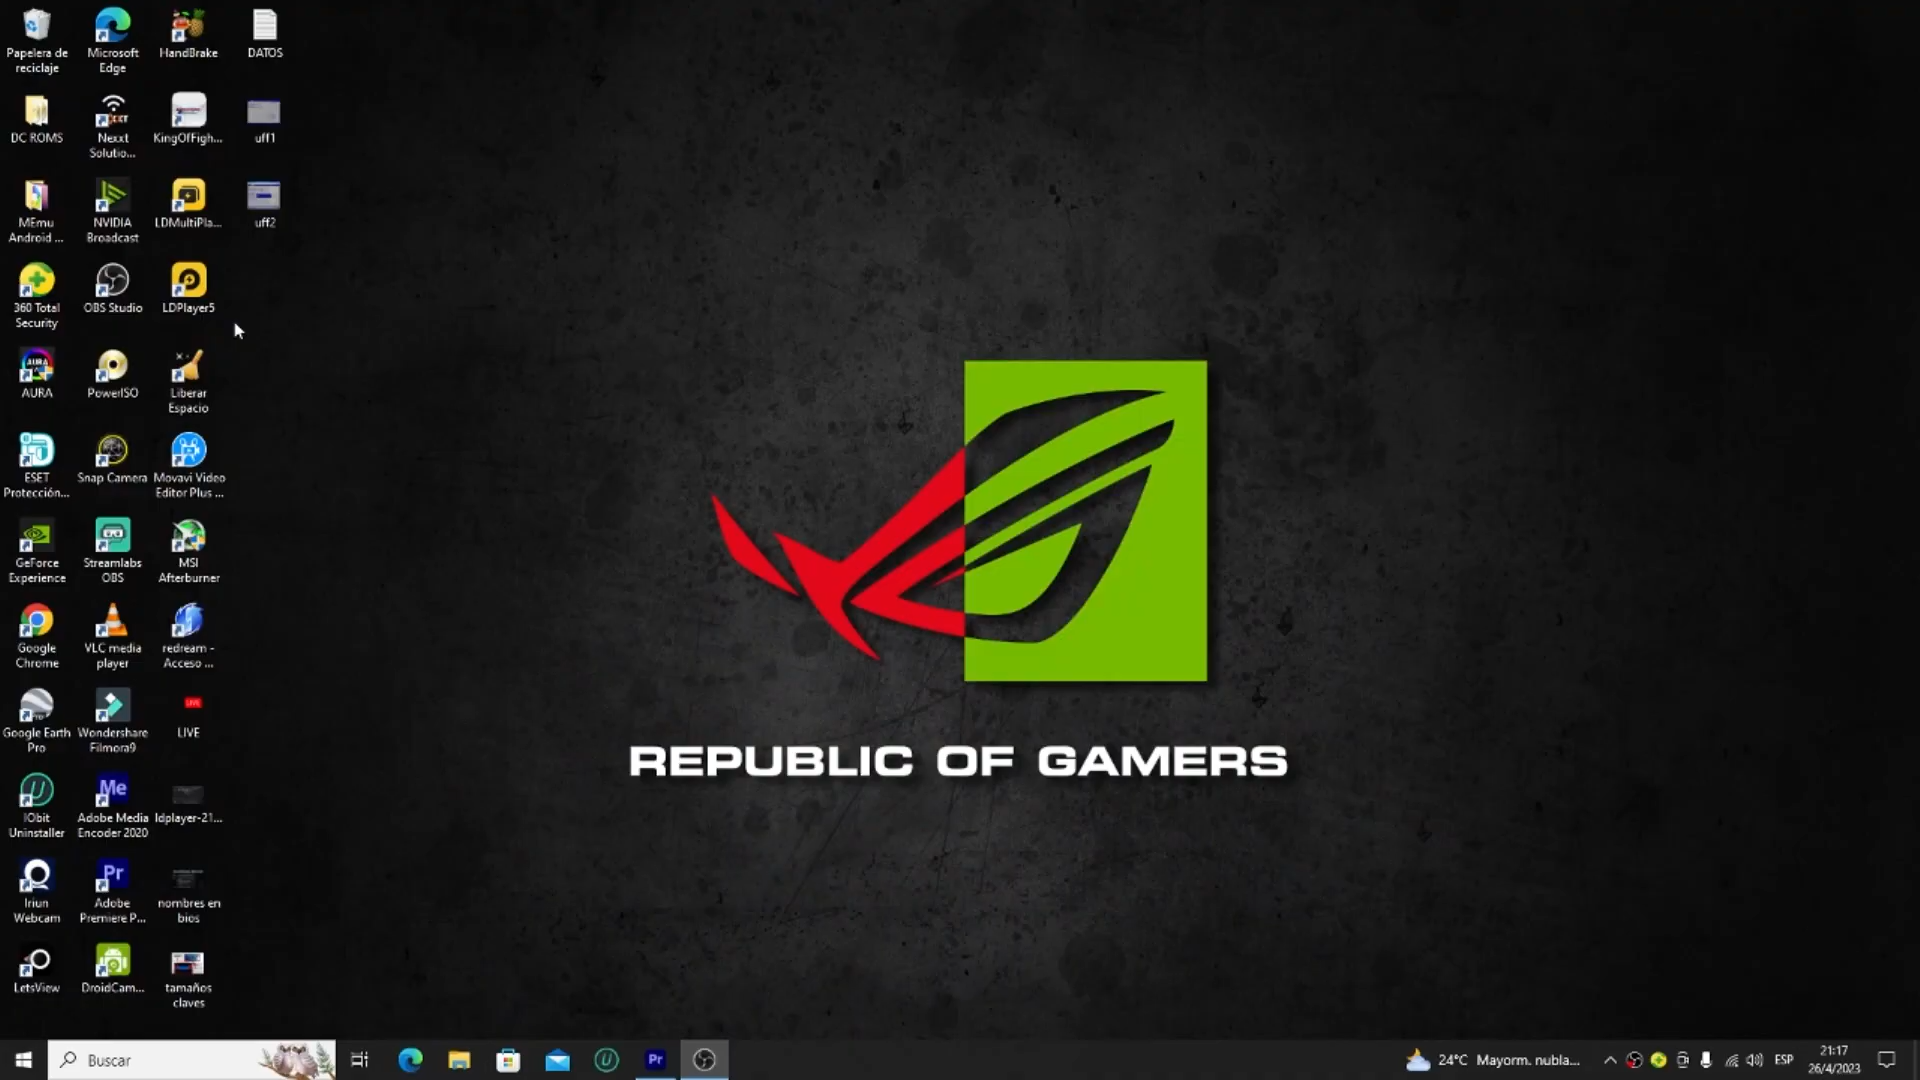 Papelera de
reciclaje
Microsoft
Edge
HandBrake
DATOS
DC ROMS
Nexxt
Solutio...
KingOfFigh...
uff1
MEmu
Android ...
NVIDIA
Broadcast
LDMultiPla...
uff2
360 Total
Security
OBS Studio
LDPlayer5
AURA
PowerISO
Liberar
Espacio
ESET
Protección...
Snap Camera
Movavi Video
Editor Plus ...
GeForce
Experience
Streamlabs
OBS
MSI
Afterburner
Google
Chrome
VLC media
player
redream -
Acceso ...
Google Earth
Pro
Wondershare
Filmora9
LIVE
LIVE
IObit
Uninstaller
Me
Adobe Media
Encoder 2020
ldplayer-21...
Iriun
Webcam
Pr
Adobe
Premiere P...
nombres en
bios
LetsView
DroidCam...
tamaños
claves
REPUBLIC OF GAMERS
Buscar
Pr
24°C Mayorm. nubla...
ESP
21:17
26/4/2023